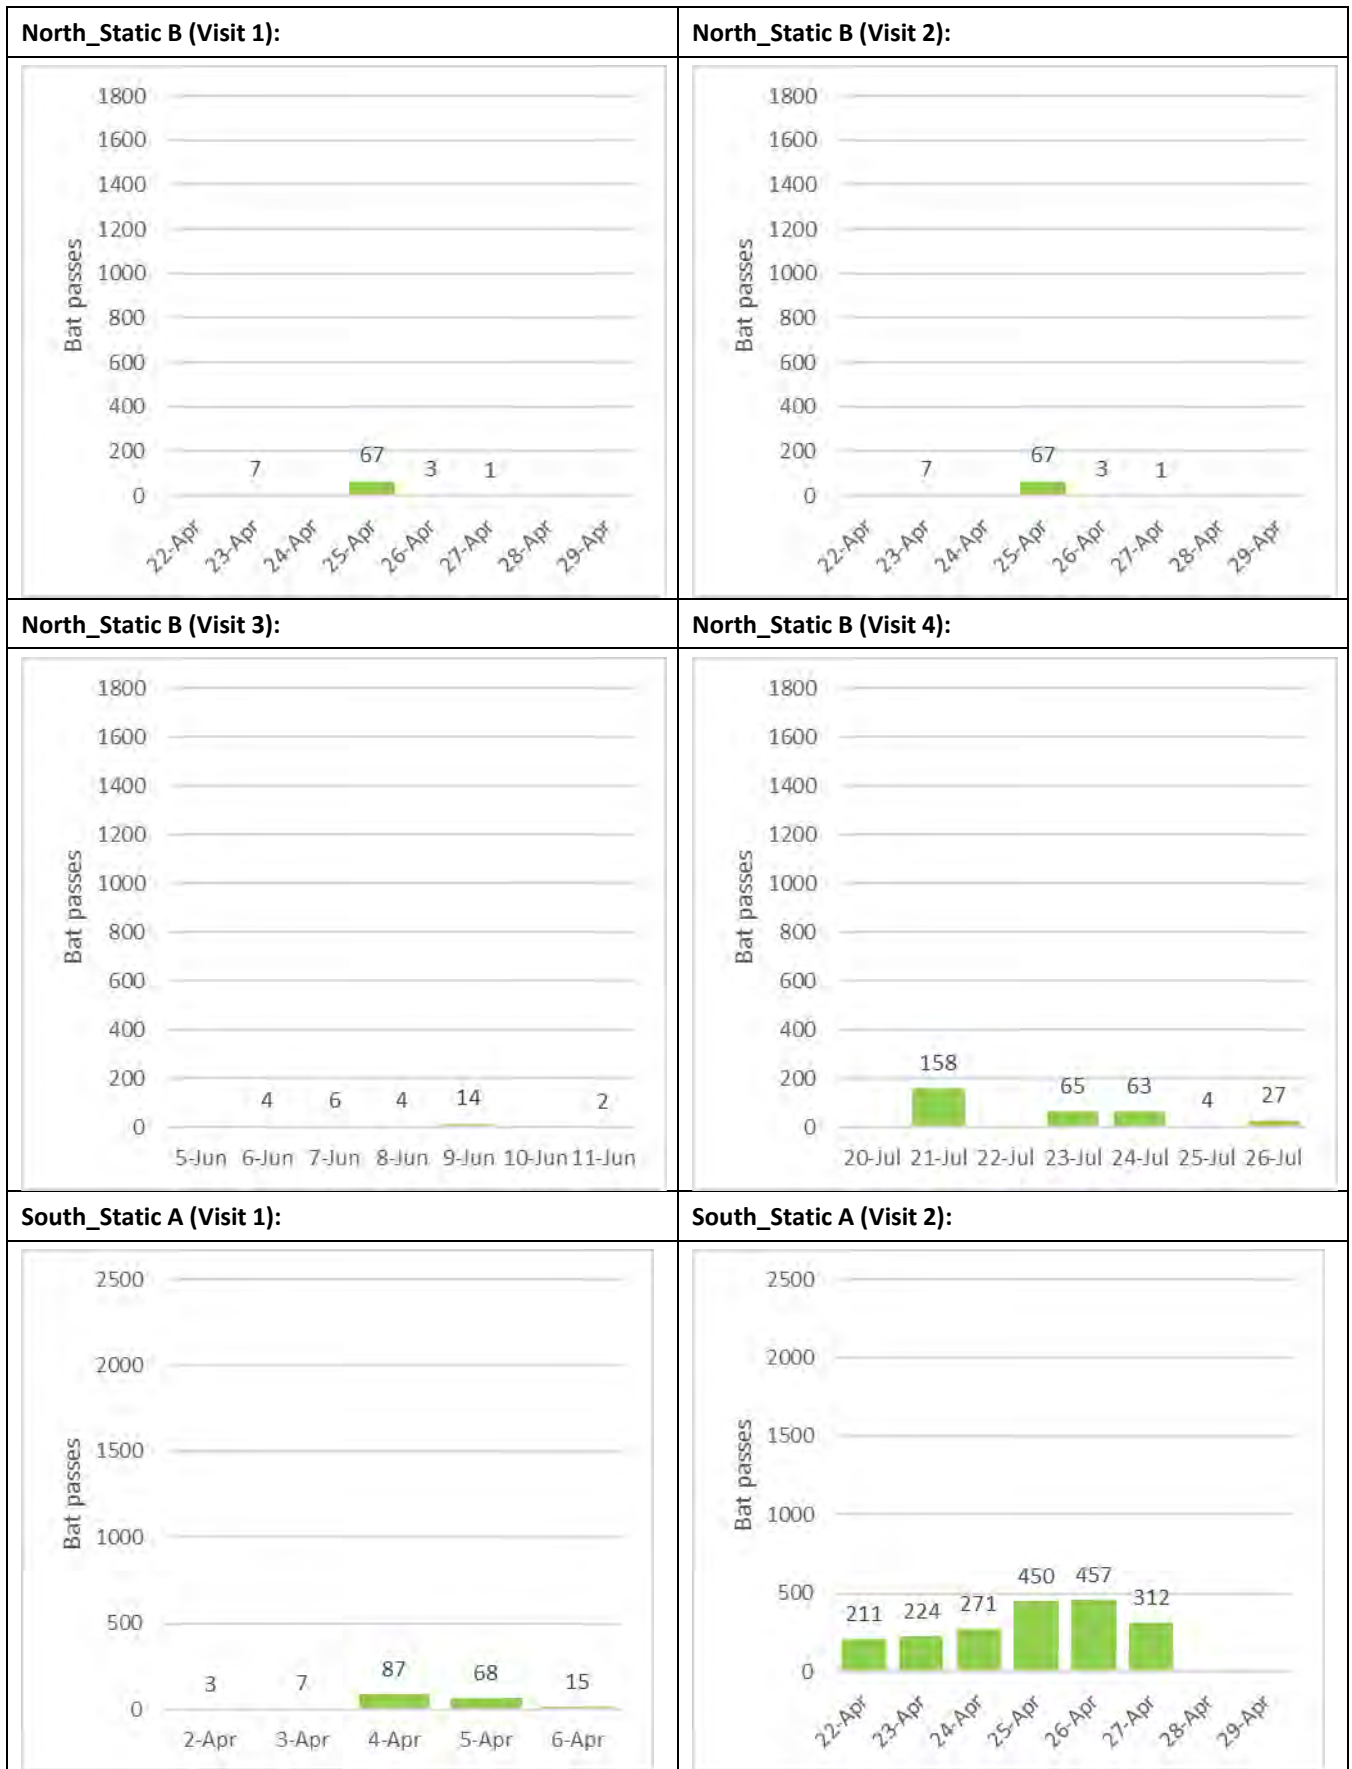 North_Static B (Visit 1):
North_Static B (Visit 2):
1800
1600
1400
1200
1000
800
600
400
200
0
Bat passes
7
67
3
1
22-Apr
23-Apr
24-Apr
25-Apr
26-Apr
27-Apr
28-Apr
29-Apr
1800
1600
1400
1200
1000
800
600
400
200
0
Bat passes
7
67
3
1
22-Apr
23-Apr
24-Apr
25-Apr
26-Apr
27-Apr
28-Apr
29-Apr
North_Static B (Visit 3):
North_Static B (Visit 4):
1800
1600
1400
1200
1000
800
600
400
200
0
Bat passes
4 6 4 14 2
5-Jun 6-Jun 7-Jun 8-Jun 9-Jun 10-Jun 11-Jun
1800
1600
1400
1200
1000
800
600
400
200
0
Bat passes
158 65 63 4 27
20-Jul 21-Jul 22-Jul 23-Jul 24-Jul 25-Jul 26-Jul
South_Static A (Visit 1):
South_Static A (Visit 2):
2500
2000
1500
1000
500
0
Bat passes
3 7 87 68 15
2-Apr 3-Apr 4-Apr 5-Apr 6-Apr
2500
2000
1500
1000
500
0
Bat passes
211 224 271 450 457 312
22-Apr
23-Apr
24-Apr
25-Apr
26-Apr
27-Apr
28-Apr
29-Apr